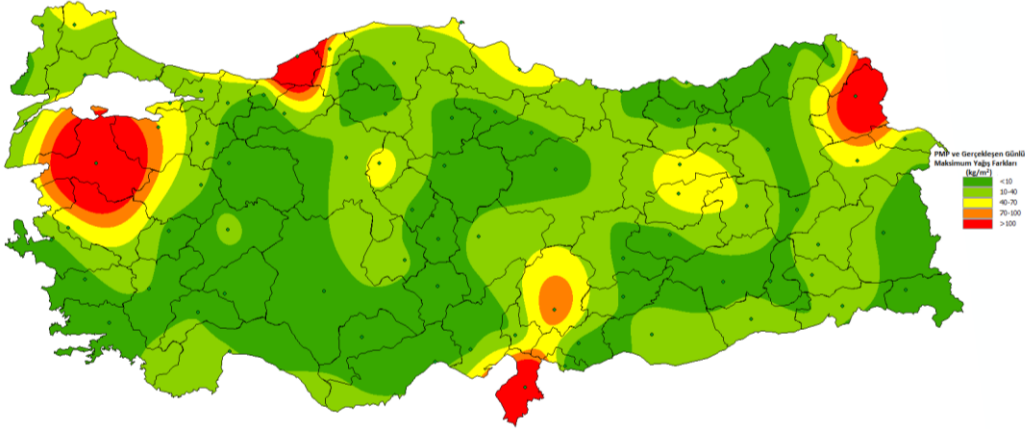 PMP ve Gerçekleşen Günlü
Maksimum Yağış Farkları
(kg/m²)
<10
10-40
40-70
70-100
>100